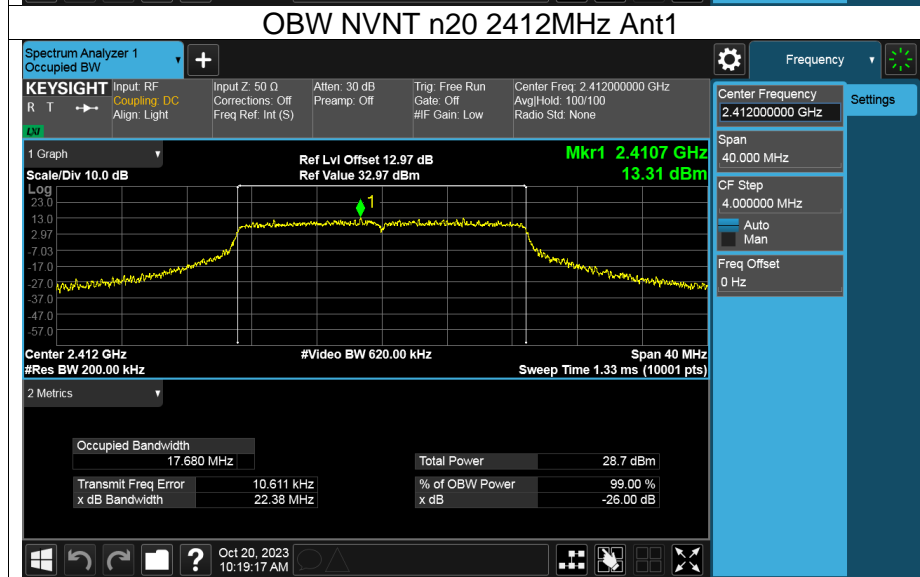 OBW NVNT n20 2412MHz Ant1
Spectrum Analyzer 1
Occupied BW
+
Frequency
KEYSIGHT
R T
LXI
Input: RF
Coupling: DC
Align: Light
Input Z: 50 Ω
Corrections: Off
Freq Ref: Int (S)
Atten: 30 dB
Preamp: Off
Trig: Free Run
Gate: Off
#IF Gain: Low
Center Freq: 2.412000000 GHz
Avg|Hold: 100/100
Radio Std: None
Center Frequency
2.412000000 GHz
Settings
Span
40.000 MHz
CF Step
4.000000 MHz
Auto
Man
Freq Offset
0 Hz
1 Graph
Scale/Div 10.0 dB
Ref Lvl Offset 12.97 dB
Ref Value 32.97 dBm
Mkr1 2.4107 GHz
13.31 dBm
Log
23.0
13.0
2.97
-7.03
-17.0
-27.0
-37.0
-47.0
-57.0
1
Center 2.412 GHz
#Res BW 200.00 kHz
#Video BW 620.00 kHz
Span 40 MHz
Sweep Time 1.33 ms (10001 pts)
2 Metrics
Occupied Bandwidth
17.680 MHz
Total Power 28.7 dBm
Transmit Freq Error 10.611 kHz
% of OBW Power 99.00 %
x dB Bandwidth 22.38 MHz
x dB -26.00 dB
?
Oct 20, 2023
10:19:17 AM